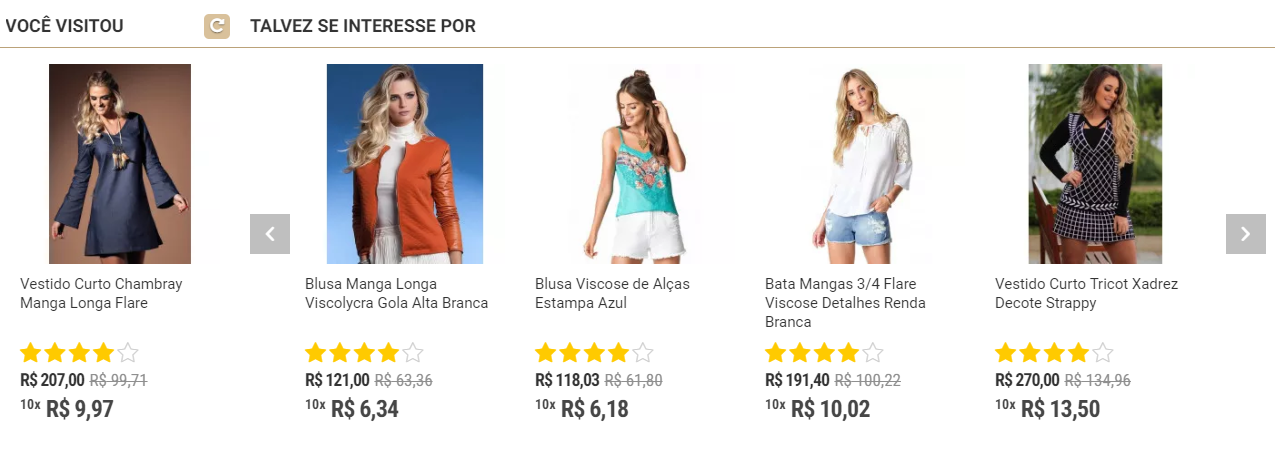 VOCÊ VISITOU
TALVEZ SE INTERESSE POR
Vestido Curto Chambray
Manga Longa Flare
R$ 207,00 R$ 99,71
10x R$ 9,97
Blusa Manga Longa
Viscolycra Gola Alta Branca
R$ 121,00 R$ 63,36
10x R$ 6,34
Blusa Viscose de Alças
Estampa Azul
R$ 118,03 R$ 61,80
10x R$ 6,18
Bata Mangas 3/4 Flare
Viscose Detalhes Renda
Branca
R$ 191,40 R$ 100,22
10x R$ 10,02
Vestido Curto Tricot Xadrez
Decote Strappy
R$ 270,00 R$ 134,96
10x R$ 13,50